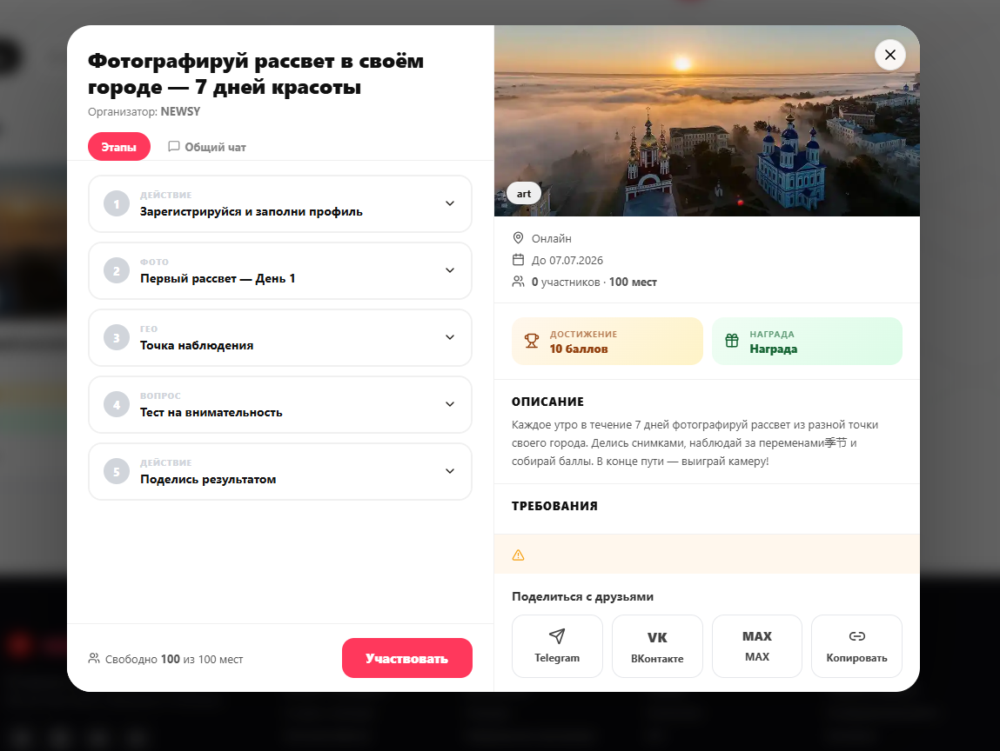 Фотографируй рассвет в своём
городе — 7 дней красоты
Организатор: NEWSY
Этапы
Общий чат
1
ДЕЙСТВИЕ
Зарегистрируйся и заполни профиль
2
ФОТО
Первый рассвет — День 1
3
ГЕО
Точка наблюдения
4
ВОПРОС
Тест на внимательность
5
ДЕЙСТВИЕ
Поделись результатом
Свободно 100 из 100 мест
Участвовать
art
Онлайн
До 07.07.2026
0 участников · 100 мест
ДОСТИЖЕНИЕ
10 баллов
НАГРАДА
Награда
ОПИСАНИЕ
Каждое утро в течение 7 дней фотографируй рассвет из разной точки
своего города. Делись снимками, наблюдай за переменами季节 и
собирай баллы. В конце пути — выиграй камеру!
ТРЕБОВАНИЯ
Поделиться с друзьями
Telegram
VK
ВКонтакте
MAX
MAX
Копировать